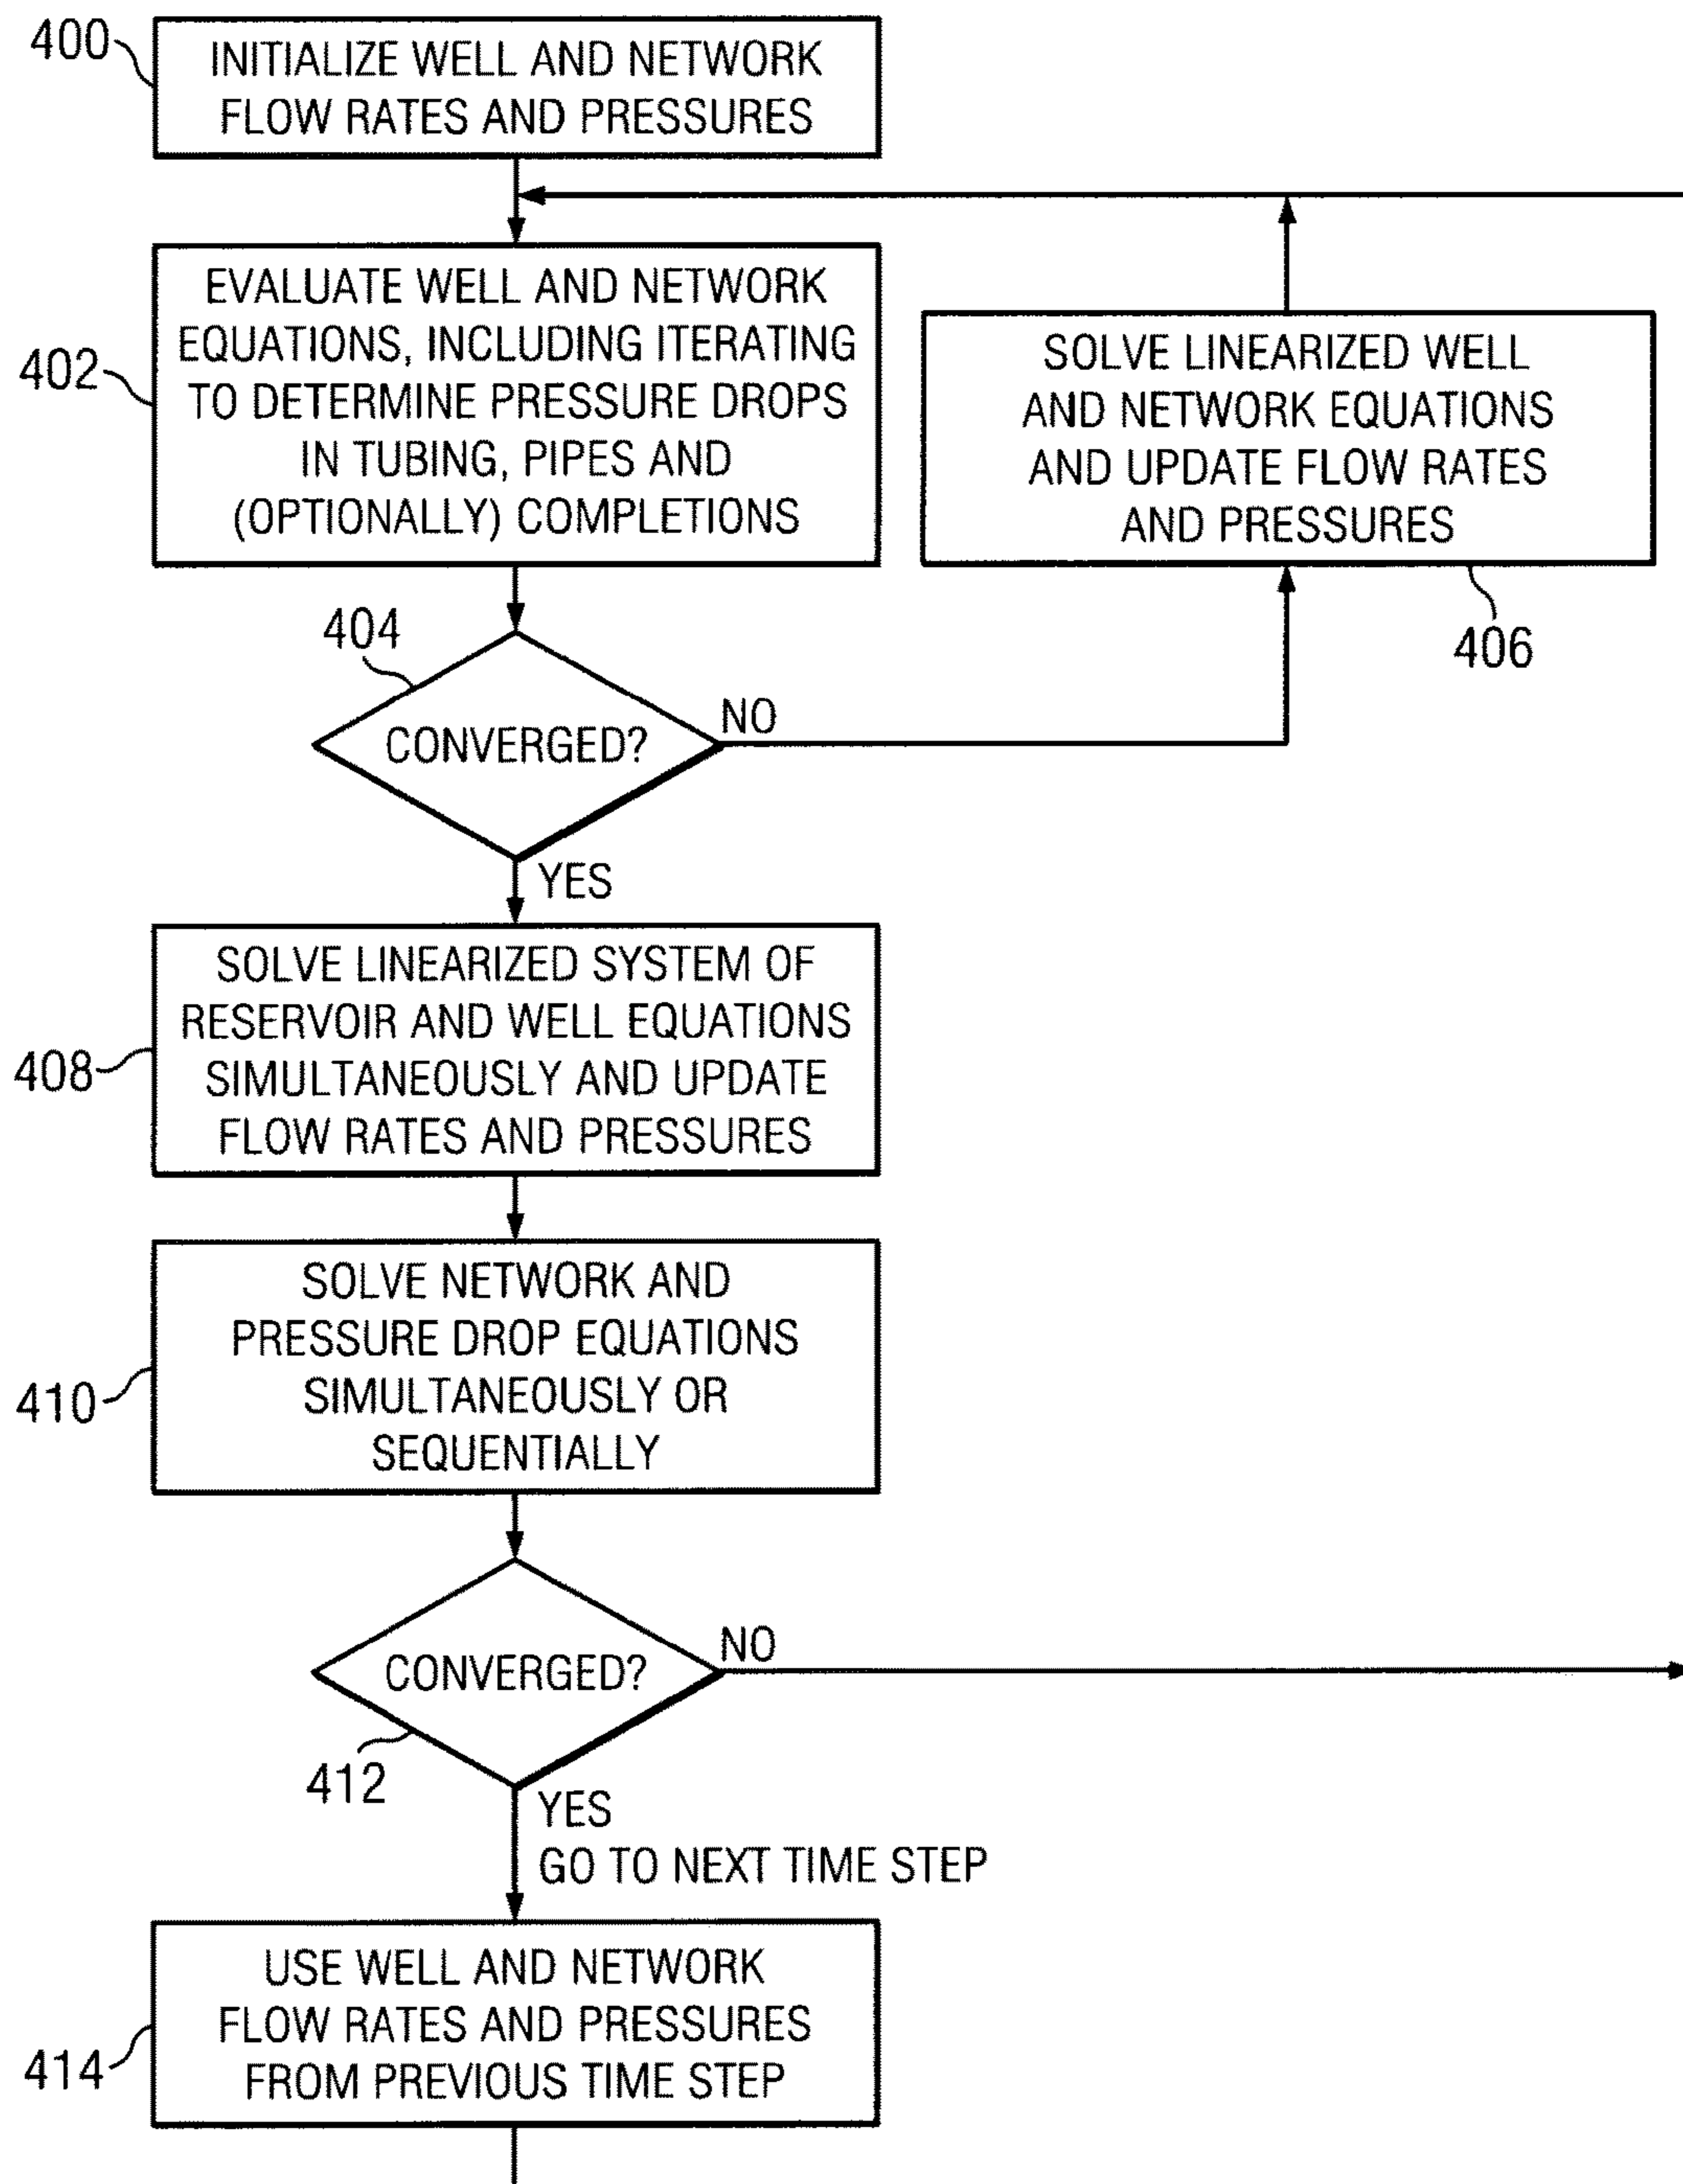 400
INITIALIZE WELL AND NETWORK
FLOW RATES AND PRESSURES
402
EVALUATE WELL AND NETWORK
EQUATIONS, INCLUDING ITERATING
TO DETERMINE PRESSURE DROPS
IN TUBING, PIPES AND
(OPTIONALLY) COMPLETIONS
SOLVE LINEARIZED WELL
AND NETWORK EQUATIONS
AND UPDATE FLOW RATES
AND PRESSURES
406
404
CONVERGED?
NO
YES
408
SOLVE LINEARIZED SYSTEM OF
RESERVOIR AND WELL EQUATIONS
SIMULTANEOUSLY AND UPDATE
FLOW RATES AND PRESSURES
410
SOLVE NETWORK AND
PRESSURE DROP EQUATIONS
SIMULTANEOUSLY OR
SEQUENTIALLY
CONVERGED?
NO
412
YES
GO TO NEXT TIME STEP
414
USE WELL AND NETWORK
FLOW RATES AND PRESSURES
FROM PREVIOUS TIME STEP